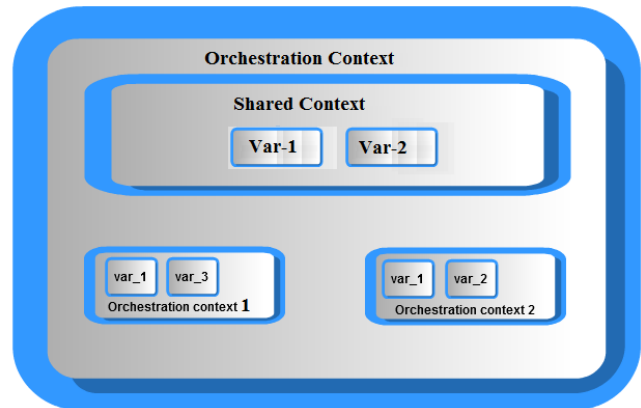 Orchestration Context
Shared Context
Var-1 Var-2
var_1 var_3
Orchestration context 1
var_1 var_2
Orchestration context 2